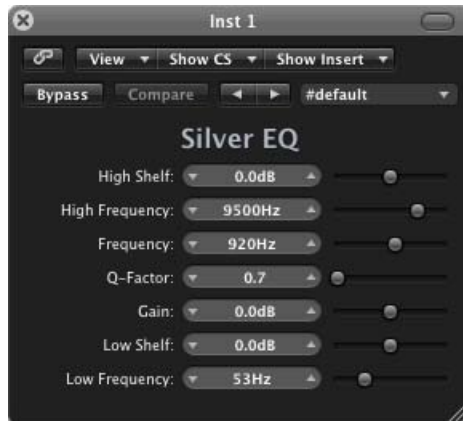 Inst 1
View Show CS Show Insert
Bypass Compare #default
Silver EQ
High Shelf: 0.0dB
High Frequency: 9500Hz
Frequency: 920Hz
Q-Factor: 0.7
Gain: 0.0dB
Low Shelf: 0.0dB
Low Frequency: 53Hz